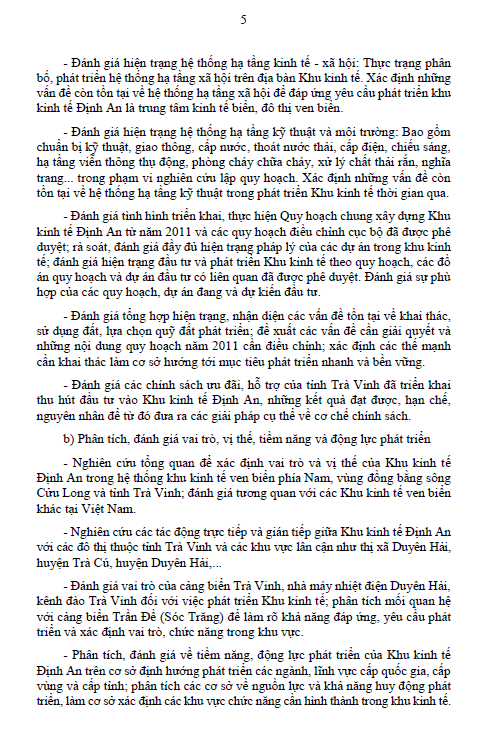 5
- Đánh giá hiện trạng hệ thống hạ tầng kinh tế - xã hội: Thực trạng phân
bố, phát triển hệ thống hạ tầng xã hội trên địa bàn Khu kinh tế. Xác định những
vấn đề còn tồn tại về hệ thống hạ tầng xã hội để đáp ứng yêu cầu phát triển khu
kinh tế Định An là trung tâm kinh tế biển, đô thị ven biển.
- Đánh giá hiện trạng hệ thống hạ tầng kỹ thuật và môi trường: Bao gồm
chuẩn bị kỹ thuật, giao thông, cấp nước, thoát nước thải, cấp điện, chiếu sáng,
hạ tầng viễn thông thụ động, phòng cháy chữa cháy, xử lý chất thải rắn, nghĩa
trang... trong phạm vi nghiên cứu lập quy hoạch. Xác định những vấn đề còn
tồn tại về hệ thống hạ tầng kỹ thuật trong phát triển Khu kinh tế thời gian qua.
- Đánh giá tình hình triển khai, thực hiện Quy hoạch chung xây dựng Khu
kinh tế Định An từ năm 2011 và các quy hoạch điều chỉnh cục bộ đã được phê
duyệt; rà soát, đánh giá đầy đủ hiện trạng pháp lý của các dự án trong khu kinh
tế; đánh giá hiện trạng đầu tư và phát triển Khu kinh tế theo quy hoạch, các đồ
án quy hoạch và dự án đầu tư có liên quan đã được phê duyệt. Đánh giá sự phù
hợp của các quy hoạch, dự án đang và dự kiến đầu tư.
- Đánh giá tổng hợp hiện trạng, nhận diện các vấn đề tồn tại về khai thác,
sử dụng đất, lựa chọn quỹ đất phát triển; đề xuất các vấn đề cần giải quyết và
những nội dung quy hoạch năm 2011 cần điều chỉnh; xác định các thế mạnh
cần khai thác làm cơ sở hướng tới mục tiêu phát triển nhanh và bền vững.
- Đánh giá các chính sách ưu đãi, hỗ trợ của tỉnh Trà Vinh đã triển khai
thu hút đầu tư vào Khu kinh tế Định An, những kết quả đạt được, hạn chế,
nguyên nhân để từ đó đưa ra các giải pháp cụ thể về cơ chế chính sách.
b) Phân tích, đánh giá vai trò, vị thế, tiềm năng và động lực phát triển
- Nghiên cứu tổng quan để xác định vai trò và vị thế của Khu kinh tế
Định An trong hệ thống khu kinh tế ven biển phía Nam, vùng đồng bằng sông
Cửu Long và tỉnh Trà Vinh; đánh giá tương quan với các Khu kinh tế ven biển
khác tại Việt Nam.
- Nghiên cứu các tác động trực tiếp và gián tiếp giữa Khu kinh tế Định An
với các đô thị thuộc tỉnh Trà Vinh và các khu vực lân cận như thị xã Duyên Hải,
huyện Trà Cú, huyện Duyên Hải,...
- Đánh giá vai trò của cảng biển Trà Vinh, nhà máy nhiệt điện Duyên Hải,
kênh đào Trà Vinh đối với việc phát triển Khu kinh tế; phân tích mối quan hệ
với cảng biển Trần Đề (Sóc Trăng) để làm rõ khả năng đáp ứng, yêu cầu phát
triển và xác định vai trò, chức năng trong khu vực.
- Phân tích, đánh giá về tiềm năng, động lực phát triển của Khu kinh tế
Định An trên cơ sở định hướng phát triển các ngành, lĩnh vực cấp quốc gia, cấp
vùng và cấp tỉnh; phân tích các cơ sở về nguồn lực và khả năng huy động phát
triển, làm cơ sở xác định các khu vực chức năng cần hình thành trong khu kinh tế.